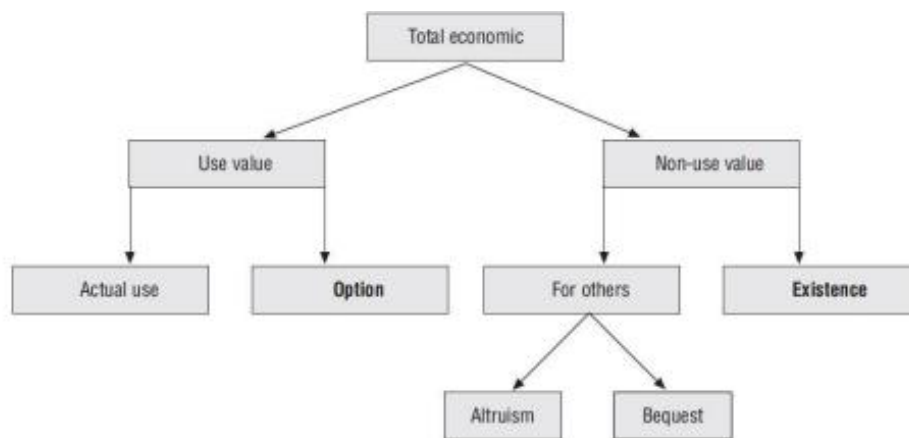 Total economic
Use value
Non-use value
Actual use
Option
For others
Existence
Altruism
Bequest